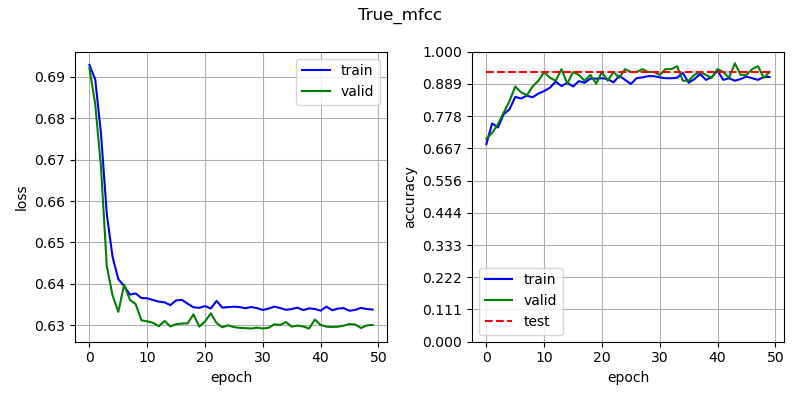 True_mfcc
0.69
0.68
0.67
0.66
0.65
0.64
0.63
loss
0 10 20 30 40 50
epoch
train
valid
1.000
0.889
0.778
0.667
0.556
0.444
0.333
0.222
0.111
0.000
accuracy
0 10 20 30 40 50
epoch
train
valid
test